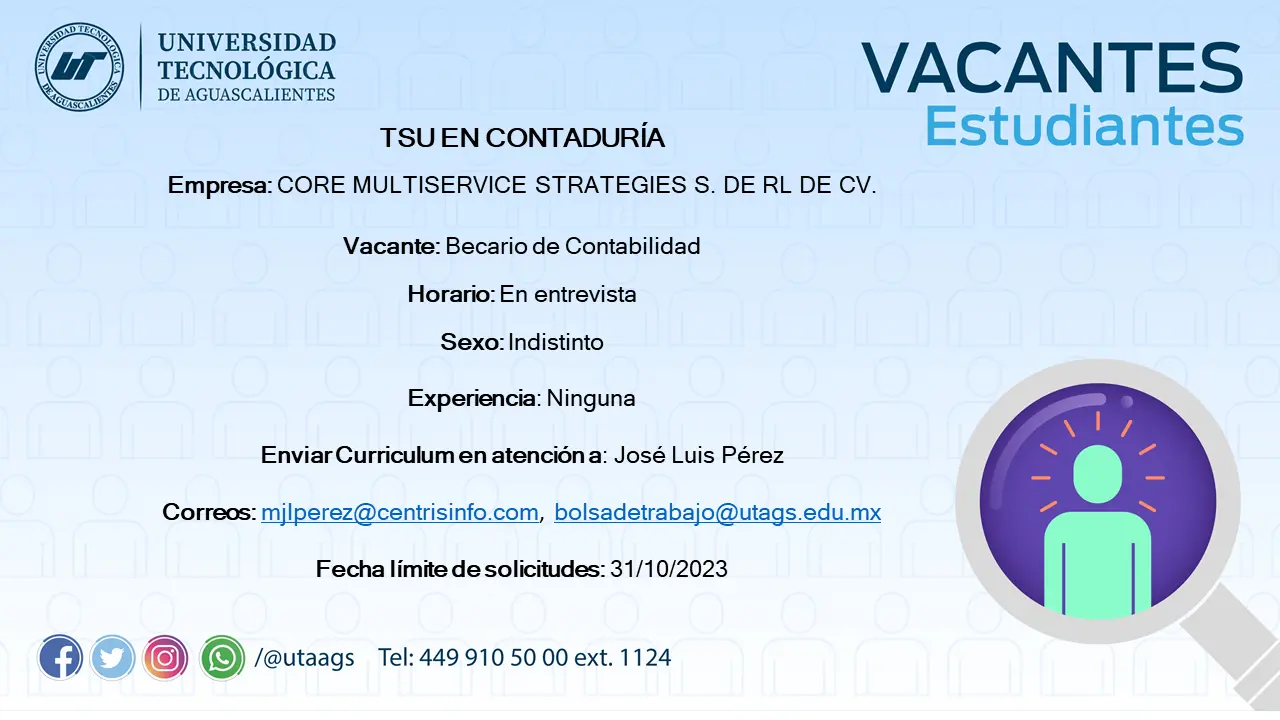 UNIVERSIDAD TECNOLÓGICA
DE AGUASCALIENTES
UT
UNIVERSIDAD
TECNOLÓGICA
DE AGUASCALIENTES
VACANTES
Estudiantes
TSU EN CONTADURÍA
Empresa: CORE MULTISERVICE STRATEGIES S. DE RL DE CV.
Vacante: Becario de Contabilidad
Horario: En entrevista
Sexo: Indistinto
Experiencia: Ninguna
Enviar Curriculum en atención a: José Luis Pérez
Correos: mjlperez@centrisinfo.com, bolsadetrabajo@utags.edu.mx
Fecha límite de solicitudes: 31/10/2023
/@utaags Tel: 449 910 50 00 ext. 1124